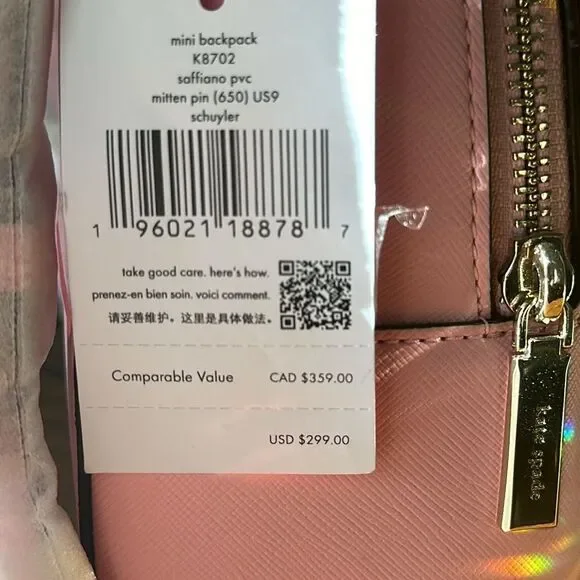 mini backpack
K8702
saffiano pvc
mitten pin (650) US9
schuyler
1 96021 18878 7
take good care. here's how.
prenez-en bien soin. voici comment.
请妥善维护。这里是具体做法。
Comparable Value CAD $359.00
USD $299.00
kate spade